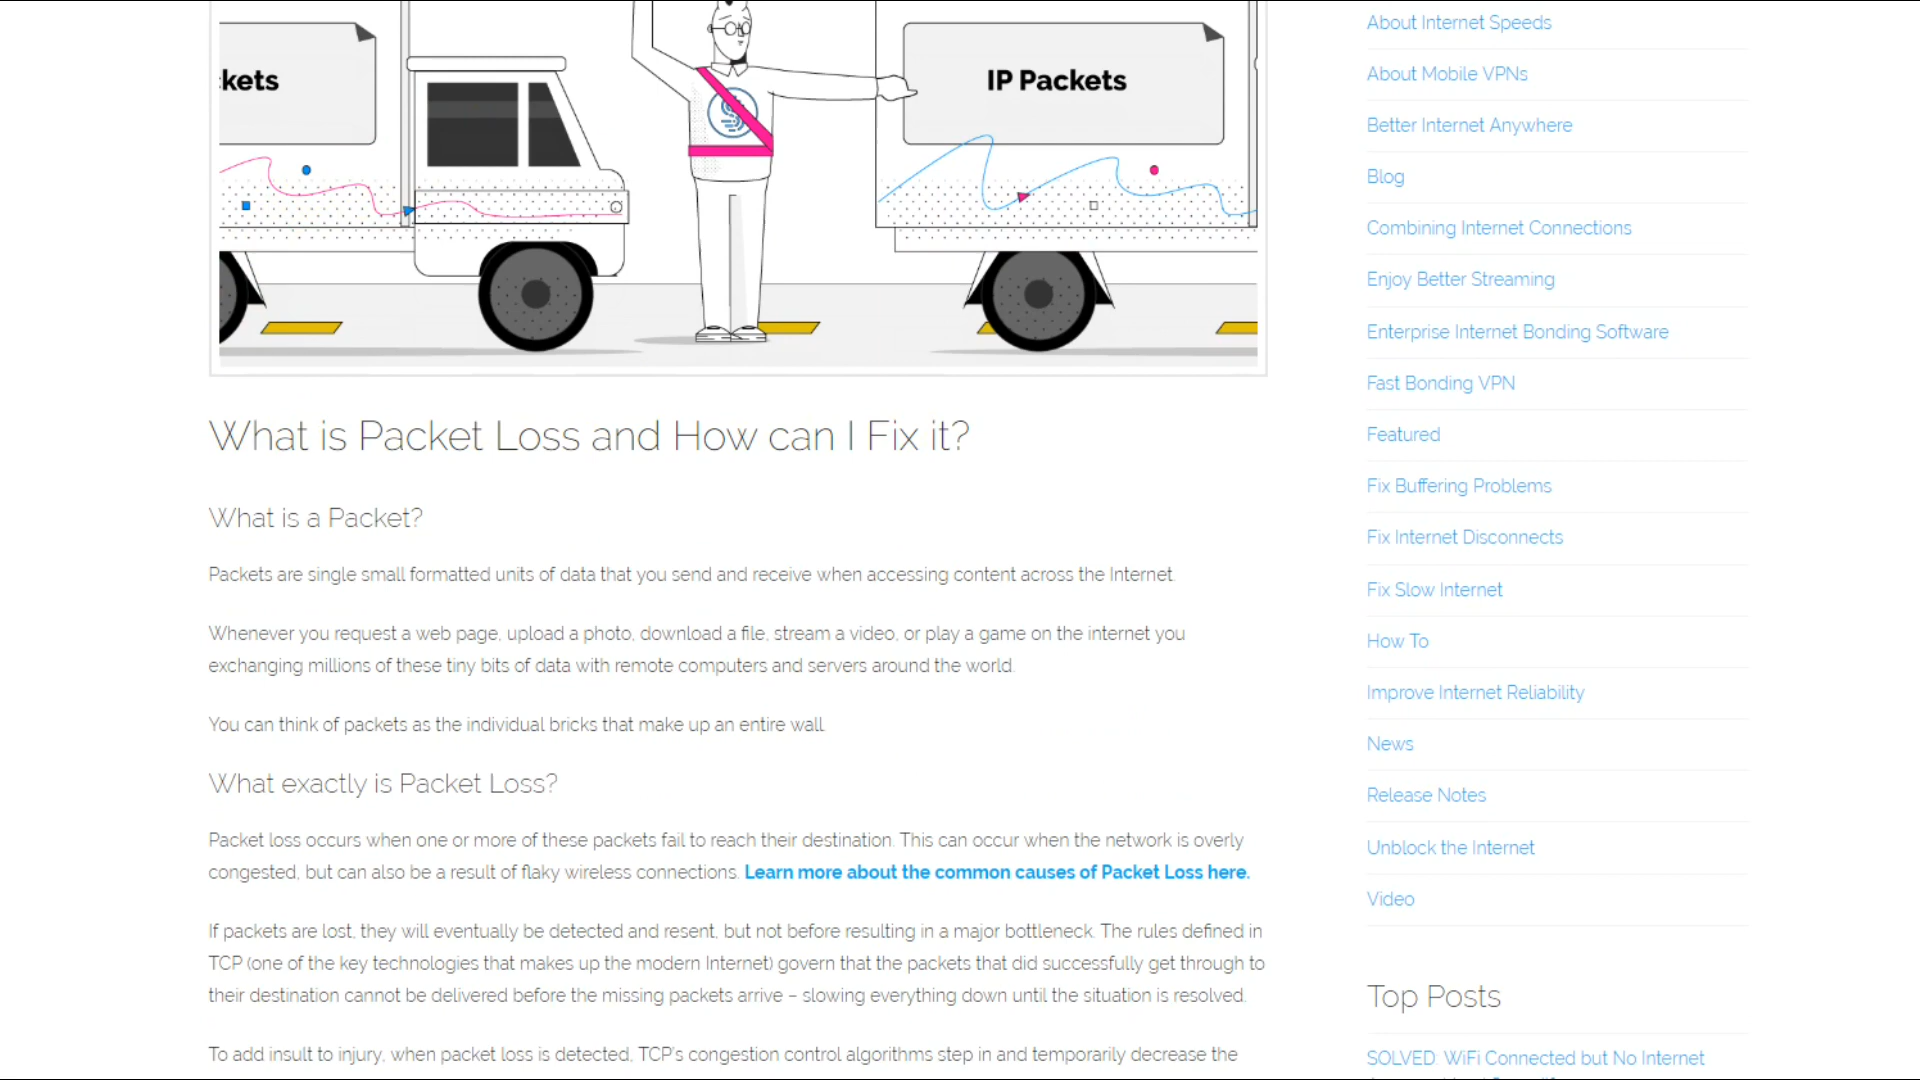 kets
IP Packets
What is Packet Loss and How can I Fix it?
What is a Packet?
Packets are single small formatted units of data that you send and receive when accessing content across the Internet.
Whenever you request a web page, upload a photo, download a file, stream a video, or play a game on the internet you
exchanging millions of these tiny bits of data with remote computers and servers around the world.
You can think of packets as the individual bricks that make up an entire wall.
What exactly is Packet Loss?
Packet loss occurs when one or more of these packets fail to reach their destination. This can occur when the network is overly
congested, but can also be a result of flaky wireless connections. Learn more about the common causes of Packet Loss here.
If packets are lost, they will eventually be detected and resent, but not before resulting in a major bottleneck. The rules defined in
TCP (one of the key technologies that makes up the modern Internet) govern that the packets that did successfully get through to
their destination cannot be delivered before the missing packets arrive – slowing everything down until the situation is resolved.
To add insult to injury, when packet loss is detected, TCP's congestion control algorithms step in and temporarily decrease the
About Internet Speeds
About Mobile VPNs
Better Internet Anywhere
Blog
Combining Internet Connections
Enjoy Better Streaming
Enterprise Internet Bonding Software
Fast Bonding VPN
Featured
Fix Buffering Problems
Fix Internet Disconnects
Fix Slow Internet
How To
Improve Internet Reliability
News
Release Notes
Unblock the Internet
Video
Top Posts
SOLVED: WiFi Connected but No Internet